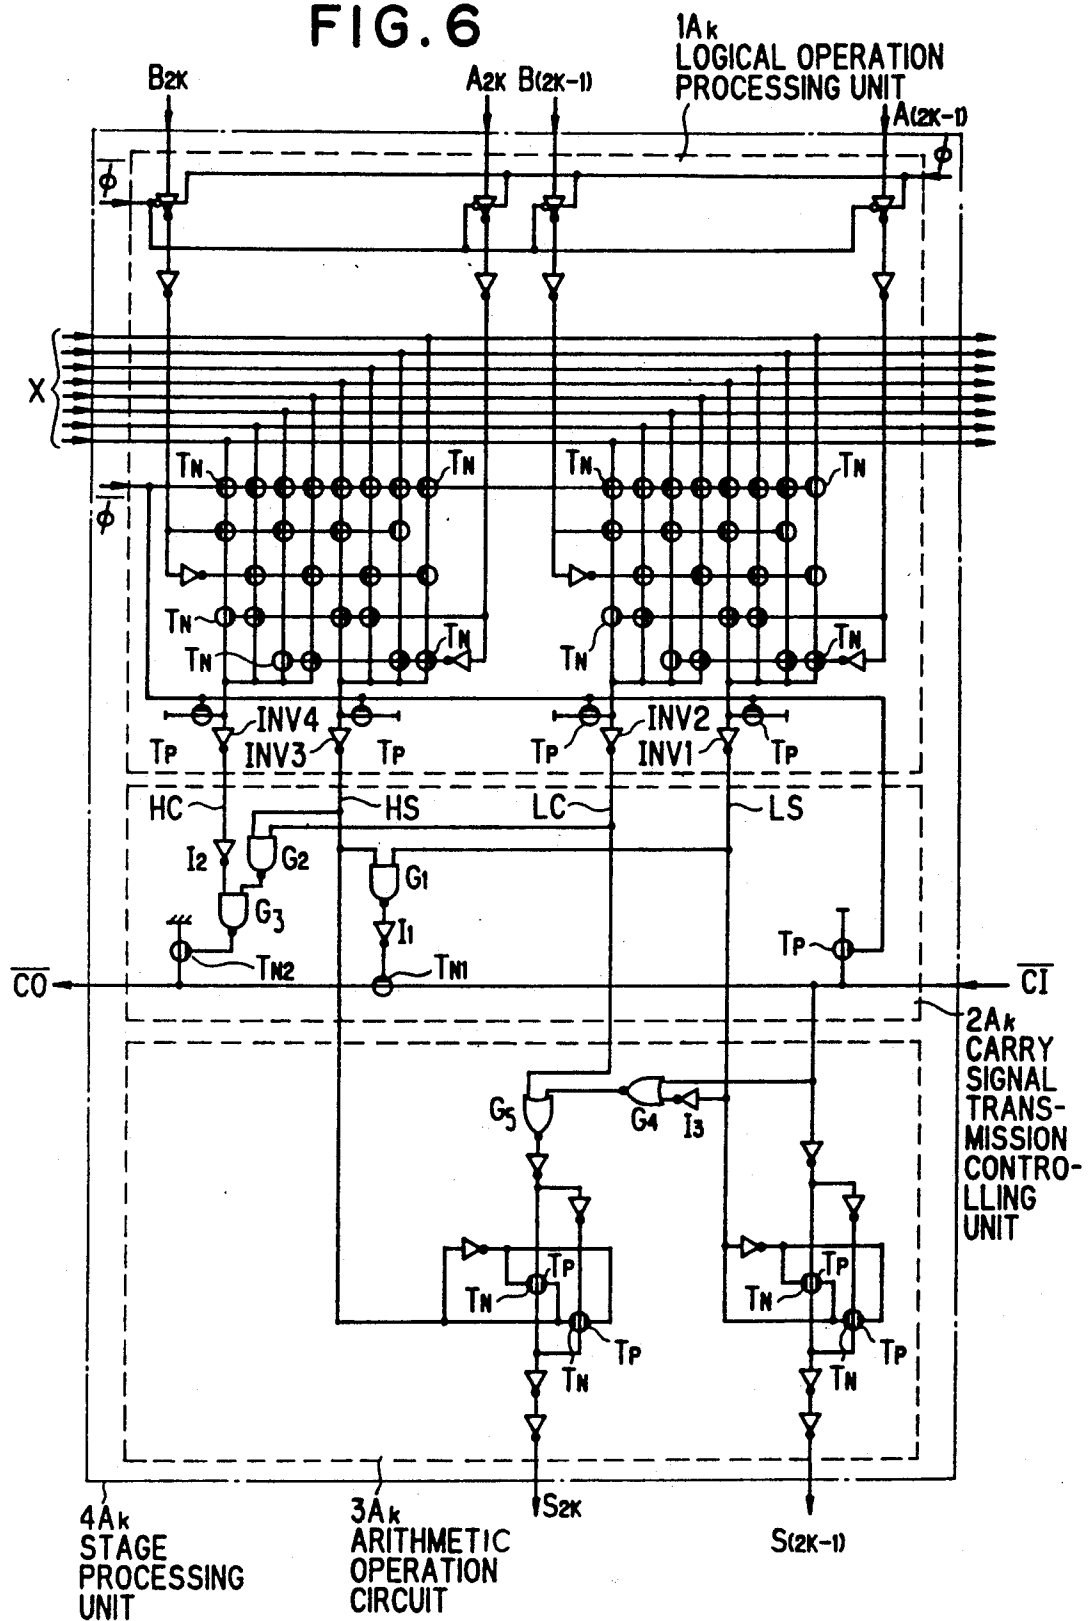 FIG. 6
1Ak
LOGICAL OPERATION
PROCESSING UNIT
B2K
A2K
B(2K-1)
A(2K-1)
φ̅
φ
X
TN
TN
TN
TN
φ̅
TN
TN
TN
TN
TN
INV4
INV3
INV2
INV1
TP
TP
TP
TP
HC
HS
LC
LS
I2
G2
G1
G3
I1
TN2
TN1
TP
C̅O̅
C̅I̅
2Ak
CARRY
SIGNAL
TRANS-
MISSION
CONTRO-
LLING
UNIT
G5
G4
I3
TP
TN
TP
TN
TP
TN
TP
TN
S2K
S(2K-1)
4Ak
STAGE
PROCESSING
UNIT
3Ak
ARITHMETIC
OPERATION
CIRCUIT